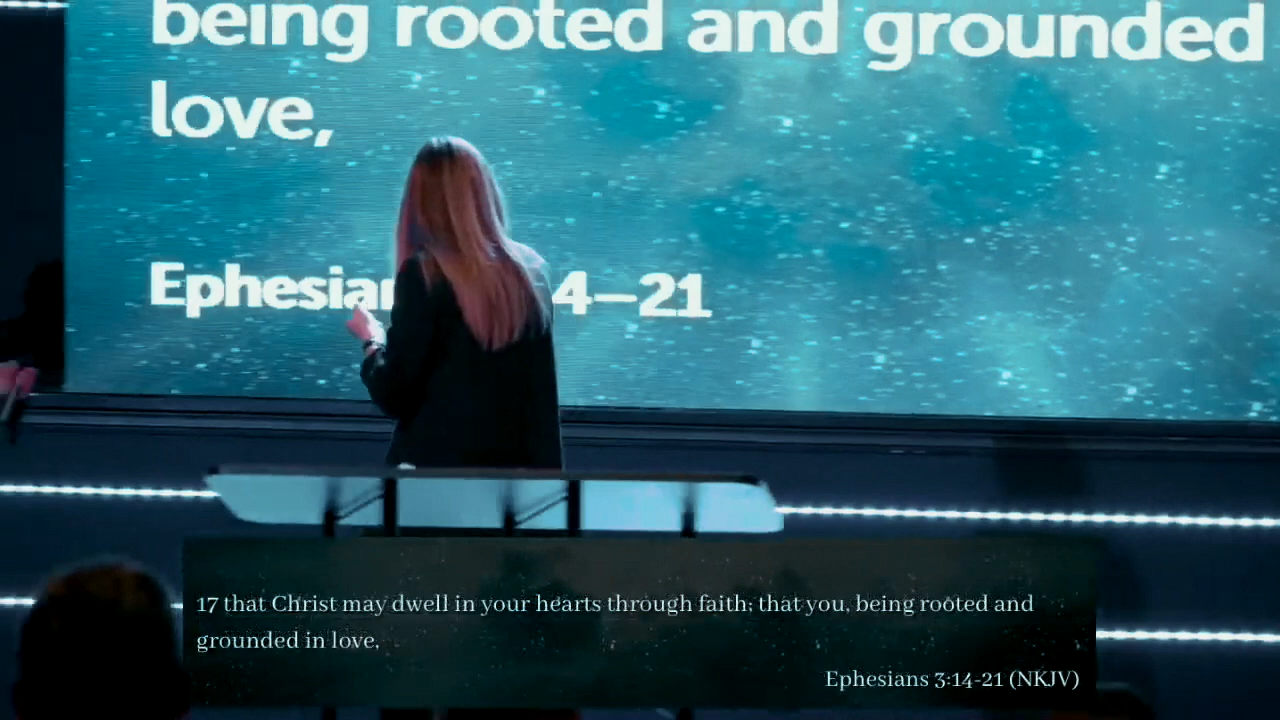 being rooted and grounded
love,
Ephesian 4–21
17 that Christ may dwell in your hearts through faith; that you, being rooted and
grounded in love,
Ephesians 3:14-21 (NKJV)